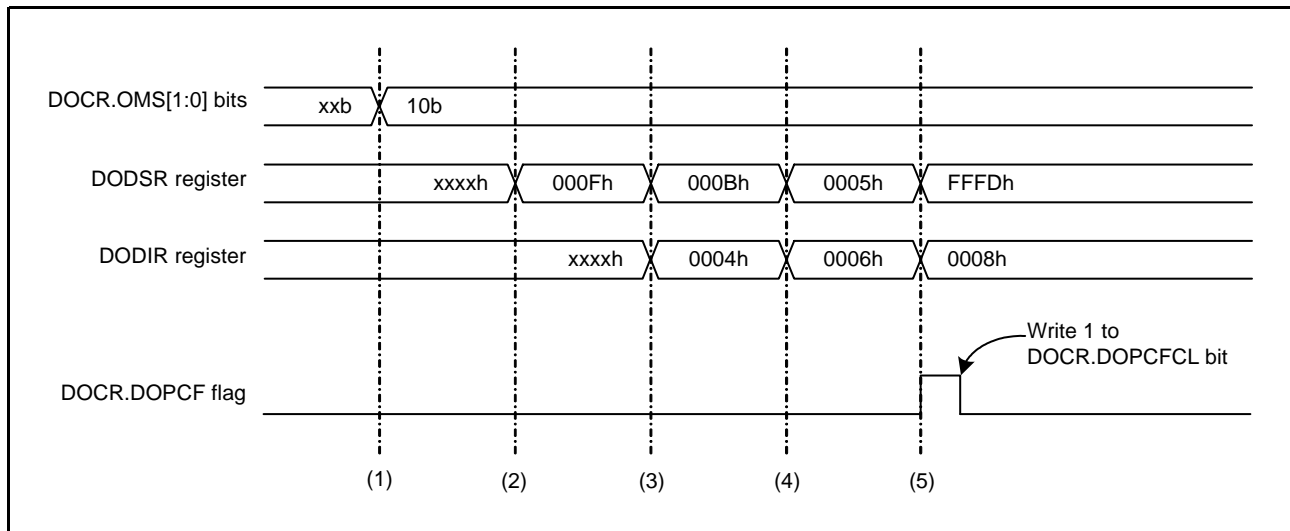 DOCR.OMS[1:0] bits xxb 10b
DODSR register xxxxh 000Fh 000Bh 0005h FFFDh
DODIR register xxxxh 0004h 0006h 0008h
Write 1 to
DOCR.DOPCFCL bit
DOCR.DOPCF flag
(1) (2) (3) (4) (5)